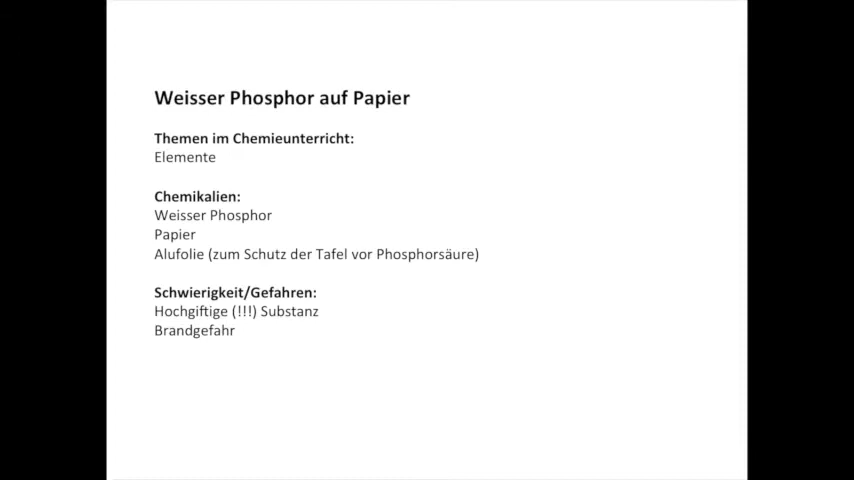 Weisser Phosphor auf Papier
Themen im Chemieunterricht:
Elemente
Chemikalien:
Weisser Phosphor
Papier
Alufolie (zum Schutz der Tafel vor Phosphorsäure)
Schwierigkeit/Gefahren:
Hochgiftige (!!!) Substanz
Brandgefahr